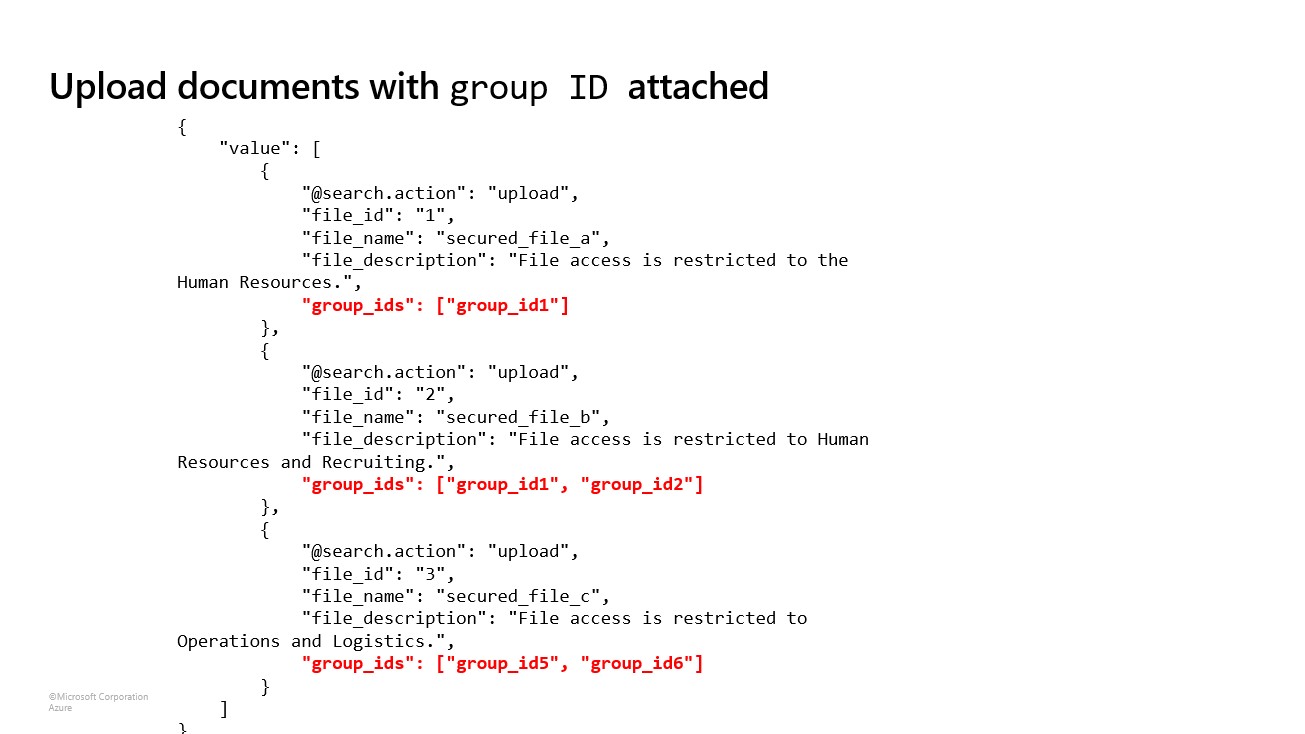 Upload documents with group ID attached
{
    "value": [
        {
            "@search.action": "upload",
            "file_id": "1",
            "file_name": "secured_file_a",
            "file_description": "File access is restricted to the
Human Resources.",
            "group_ids": ["group_id1"]
        },
        {
            "@search.action": "upload",
            "file_id": "2",
            "file_name": "secured_file_b",
            "file_description": "File access is restricted to Human
Resources and Recruiting.",
            "group_ids": ["group_id1", "group_id2"]
        },
        {
            "@search.action": "upload",
            "file_id": "3",
            "file_name": "secured_file_c",
            "file_description": "File access is restricted to
Operations and Logistics.",
            "group_ids": ["group_id5", "group_id6"]
        }
    ]
}
©Microsoft Corporation
Azure